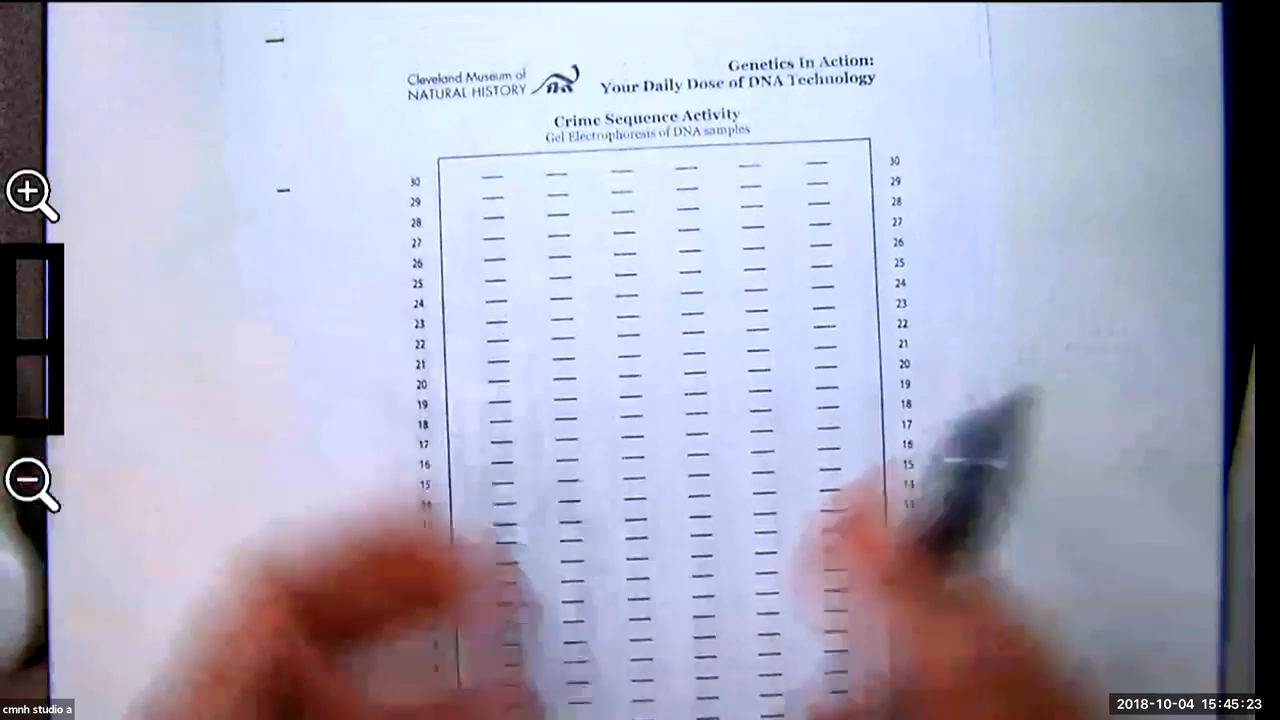 Cleveland Museum of
NATURAL HISTORY
Genetics in Action:
Your Daily Dose of DNA Technology
Crime Sequence Activity
Gel Electrophoresis of DNA samples
30 30
29 29
28 28
27 27
26 26
25 25
24 24
23 23
22 22
21 21
20 20
19 19
18 18
17 17
16 16
15 15
14 14
13
cmnh studio a
2018-10-04 15:45:23